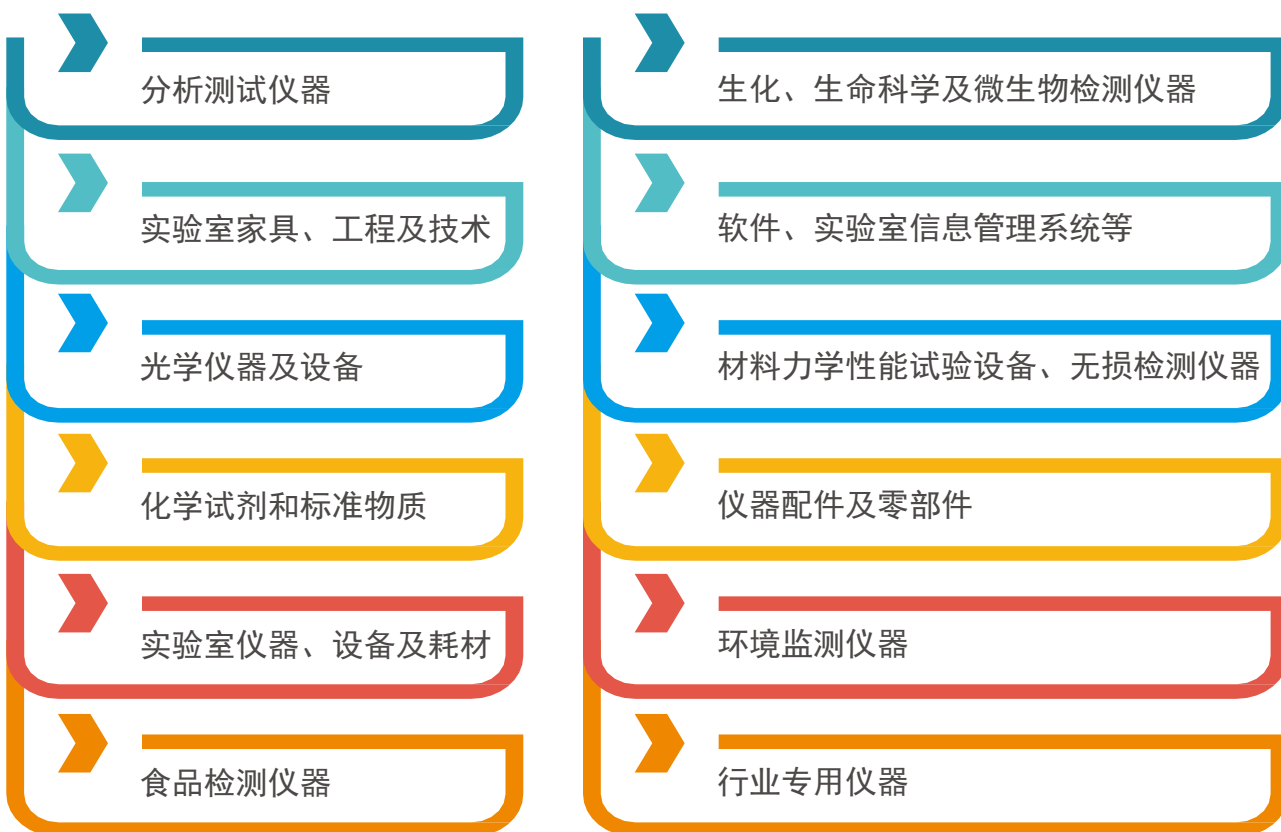 分析测试仪器
生化、生命科学及微生物检测仪器
实验室家具、工程及技术
软件、实验室信息管理系统等
光学仪器及设备
材料力学性能试验设备、无损检测仪器
化学试剂和标准物质
仪器配件及零部件
实验室仪器、设备及耗材
环境监测仪器
食品检测仪器
行业专用仪器